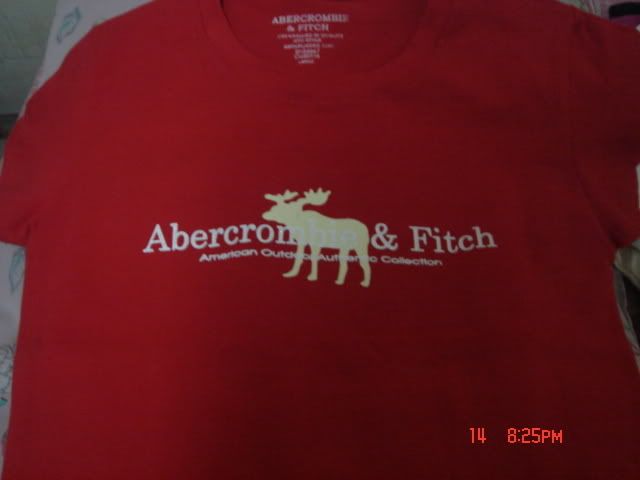 ABERCROMBIE
& FITCH
Abercrombie & Fitch
American Outdoor Authentic Collection
14 8:25PM